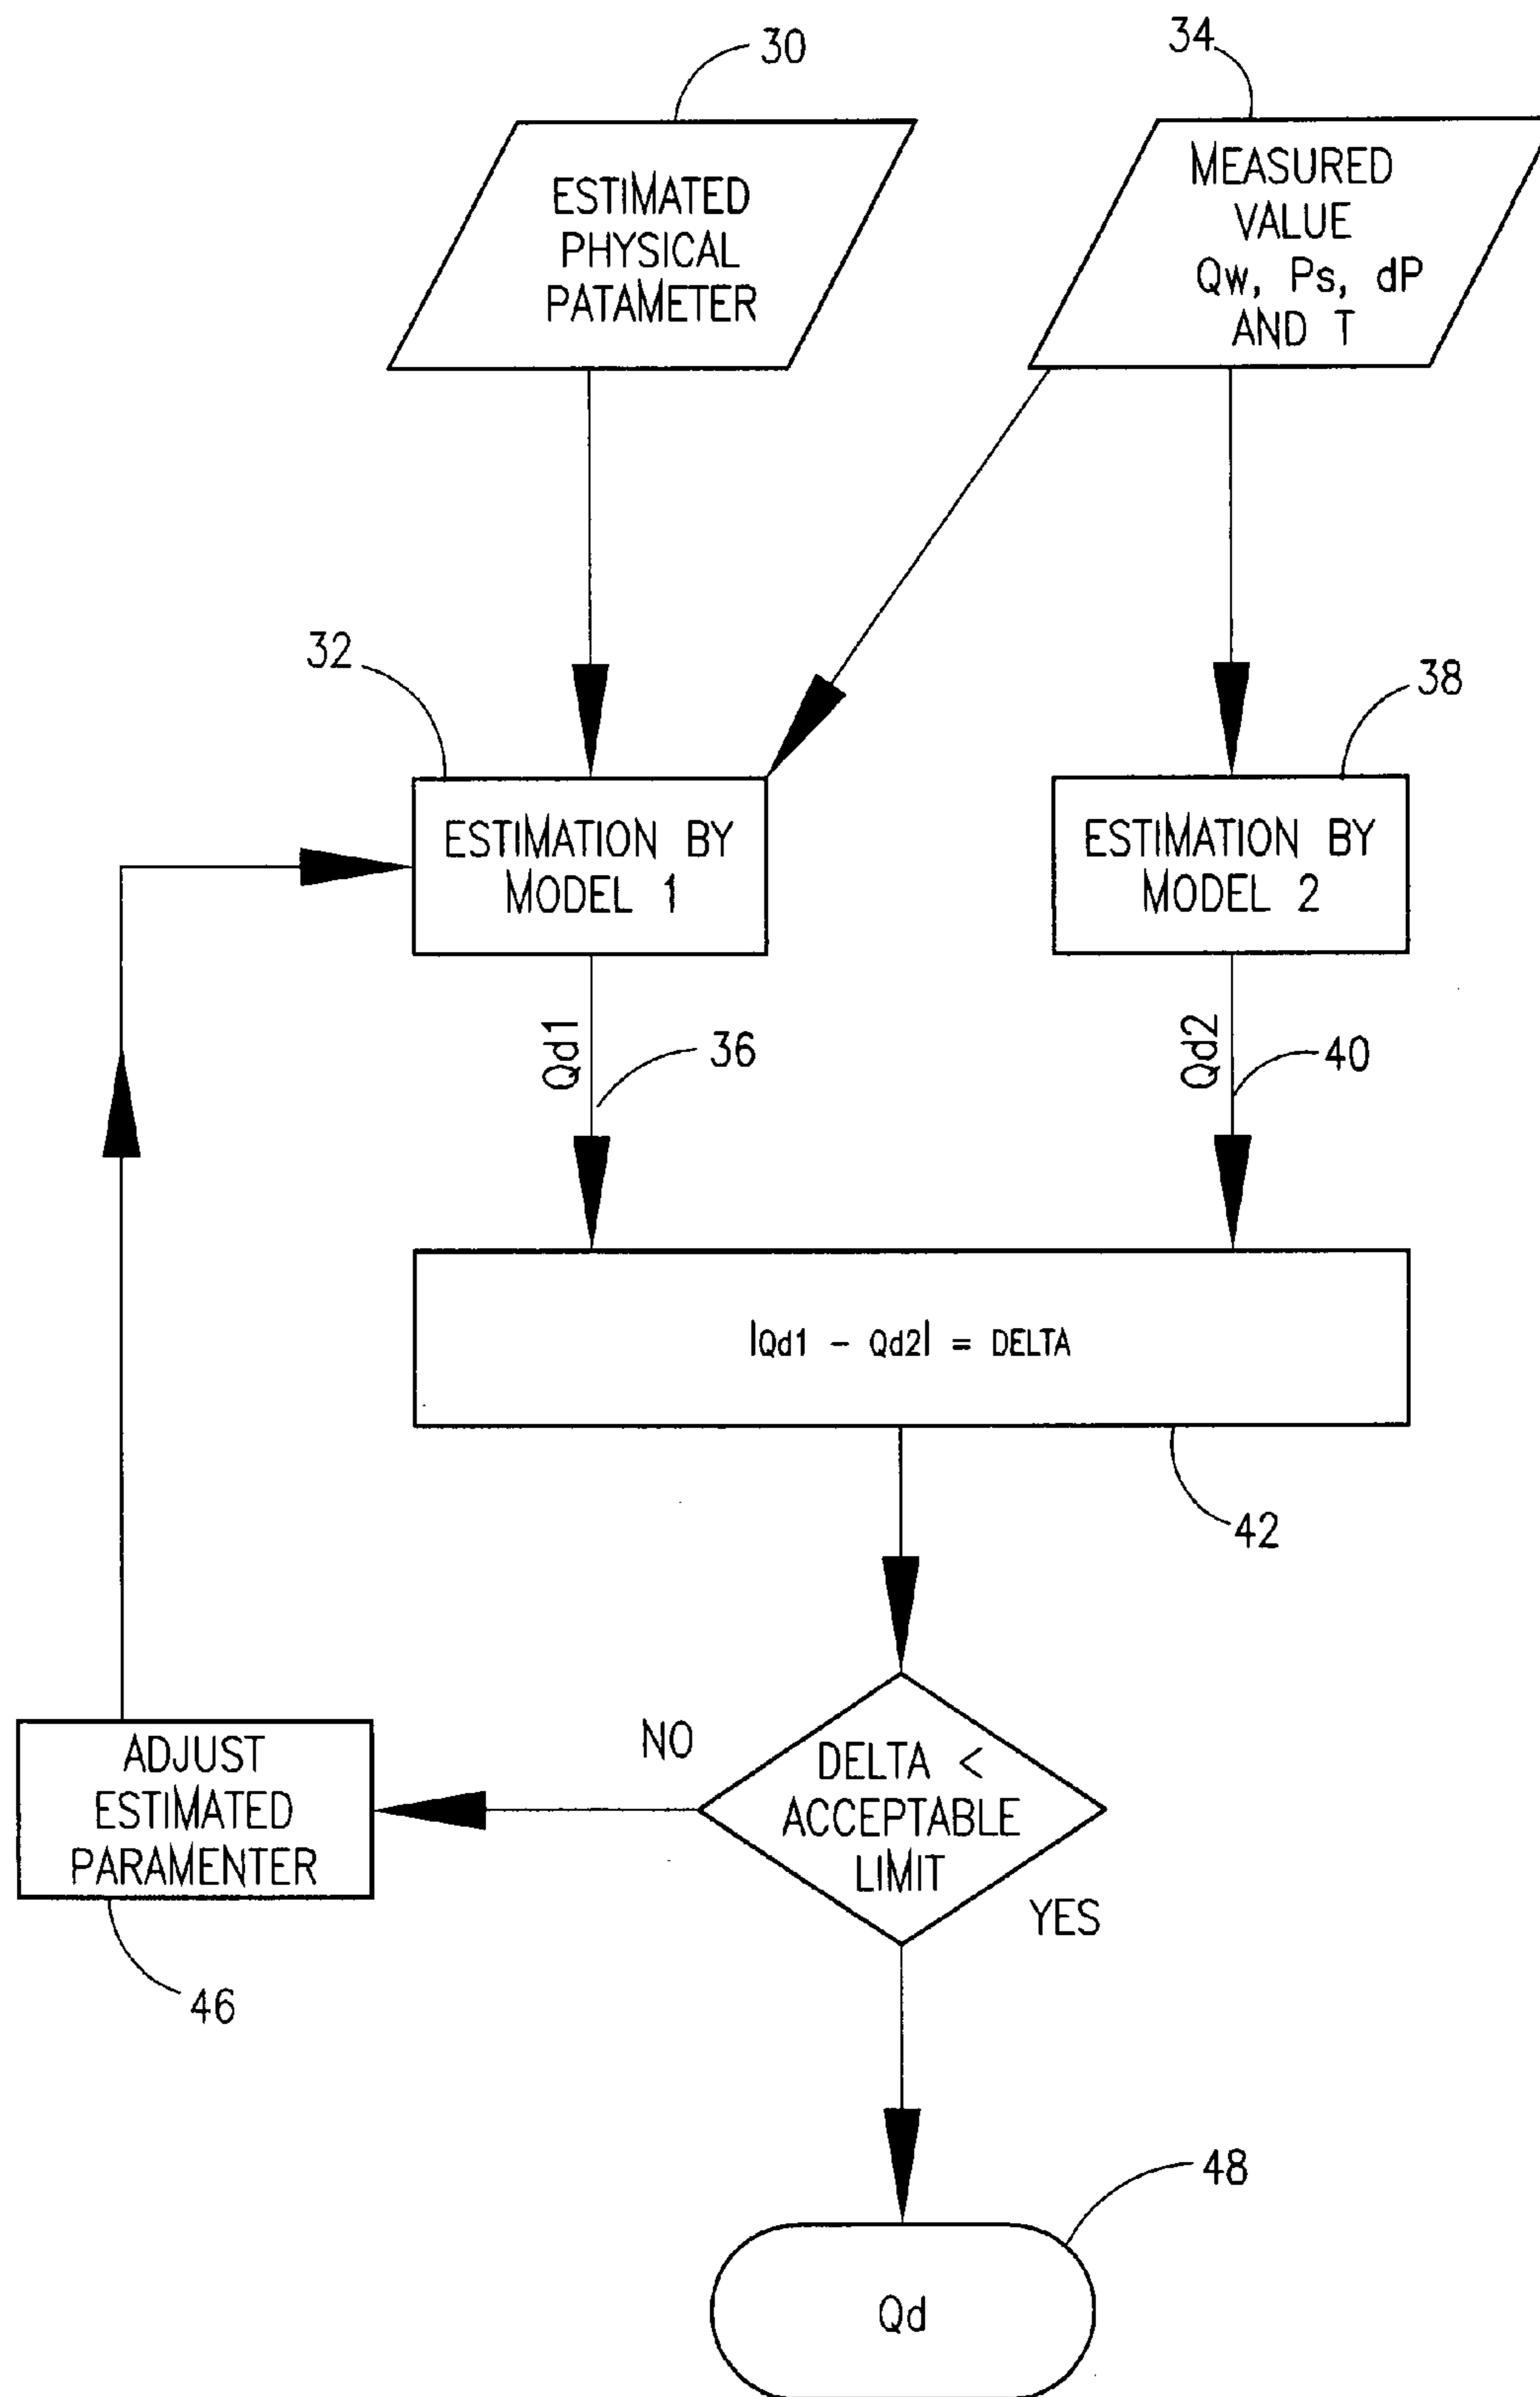 30
34
ESTIMATED
PHYSICAL
PATAMETER
MEASURED
VALUE
Qw, Ps, dP
AND T
32
38
ESTIMATION BY
MODEL 1
ESTIMATION BY
MODEL 2
Qd1
36
Qd2
40
|Qd1 - Qd2| = DELTA
42
NO
DELTA <
ACCEPTABLE
LIMIT
YES
ADJUST
ESTIMATED
PARAMENTER
46
48
Qd